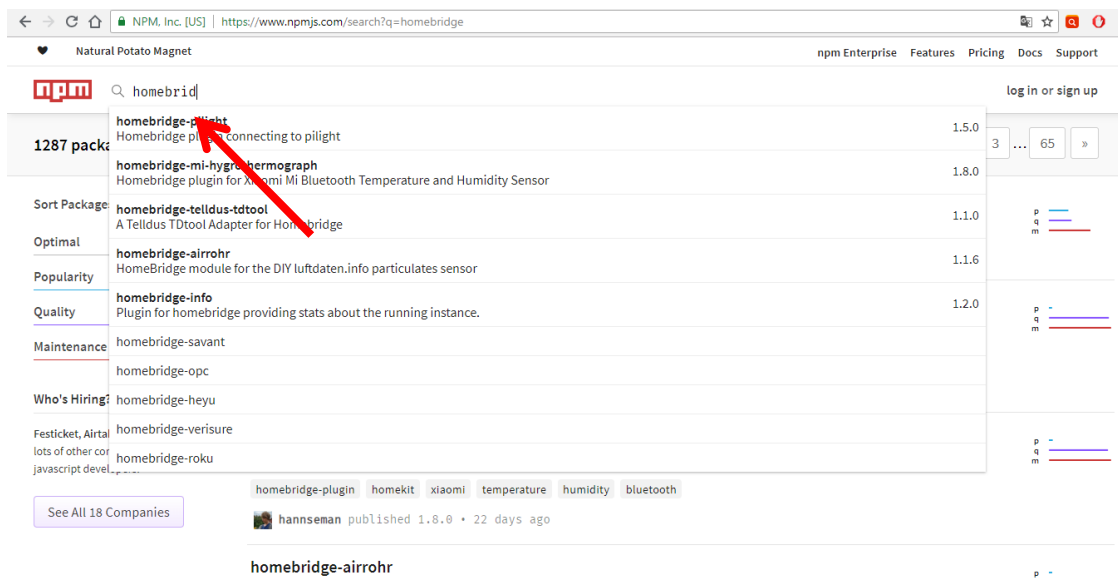 NPM, Inc. [US] | https://www.npmjs.com/search?q=homebridge
Natural Potato Magnet
npm Enterprise Features Pricing Docs Support
npm
homebrid
log in or sign up
1287 packa
3 ... 65 »
homebridge-pilight
Homebridge plugin connecting to pilight
1.5.0
homebridge-mi-hygrothermograph
Homebridge plugin for Xiaomi Mi Bluetooth Temperature and Humidity Sensor
1.8.0
homebridge-telldus-tdtool
A Telldus TDtool Adapter for Homebridge
1.1.0
homebridge-airrohr
HomeBridge module for the DIY luftdaten.info particulates sensor
1.1.6
homebridge-info
Plugin for homebridge providing stats about the running instance.
1.2.0
homebridge-savant
homebridge-opc
homebridge-heyu
homebridge-verisure
homebridge-roku
Sort Package
Optimal
Popularity
Quality
Maintenance
Who's Hiring?
Festicket, Airta
lots of other co
javascript devel
See All 18 Companies
p
q
m
p
q
m
p
q
m
homebridge-plugin homekit xiaomi temperature humidity bluetooth
hannseman published 1.8.0 • 22 days ago
homebridge-airrohr
p